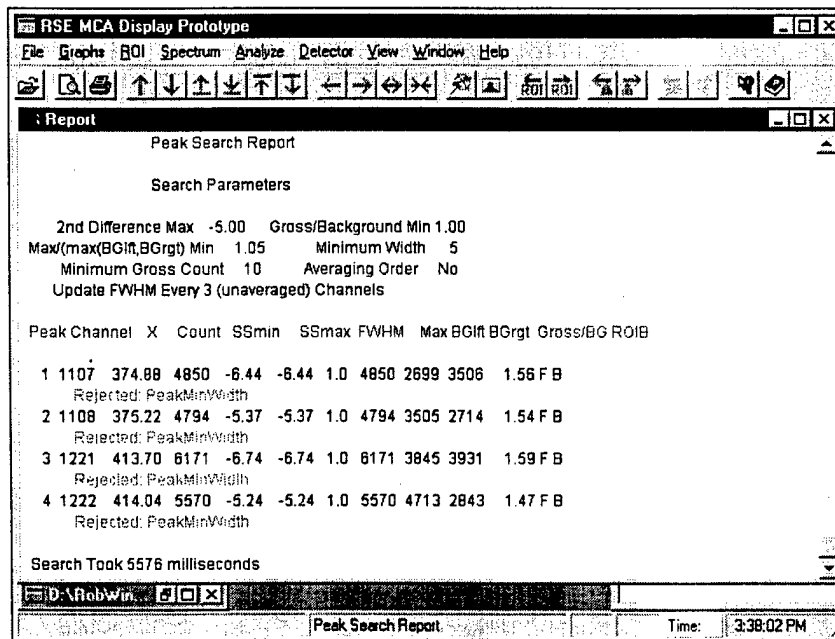 RSE MCA Display Prototype
File Graphs ROI Spectrum Analyze Detector View Window Help
ROI ROI
Report
Peak Search Report
Search Parameters
2nd Difference Max -5.00 Gross/Background Min 1.00
Max/(max(BGlft,BGrgt) Min 1.05 Minimum Width 5
Minimum Gross Count 10 Averaging Order No
Update FWHM Every 3 (unaveraged) Channels
Peak Channel X Count SSmin SSmax FWHM Max BGlft BGrgt Gross/BG ROIB
1 1107 374.88 4850 -6.44 -6.44 1.0 4850 2699 3506 1.56 F B
Rejected: PeakMinWidth
2 1108 375.22 4794 -5.37 -5.37 1.0 4794 3505 2714 1.54 F B
Rejected: PeakMinWidth
3 1221 413.70 6171 -6.74 -6.74 1.0 6171 3845 3931 1.59 F B
Rejected: PeakMinWidth
4 1222 414.04 5570 -5.24 -5.24 1.0 5570 4713 2843 1.47 F B
Rejected: PeakMinWidth
Search Took 5576 milliseconds
D:\RobWin...
Peak Search Report Time: 3:38:02 PM